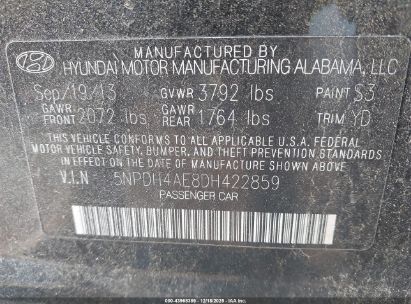 MANUFACTURED BY
HYUNDAI MOTOR MANUFACTURING ALABAMA, LLC
Sep/19/13 GVWR 3792 lbs PAINT S3
GAWR FRONT 2072 lbs GAWR REAR 1764 lbs TRIM YD
THIS VEHICLE CONFORMS TO ALL APPLICABLE U.S.A FEDERAL
MOTOR VEHICLE SAFETY, BUMPER, AND THEFT PREVENTION STANDARDS
IN EFFECT ON THE DATE OF MANUFACTURE SHOWN ABOVE.
V.I.N 5NPDH4AE8DH422859
PASSENGER CAR